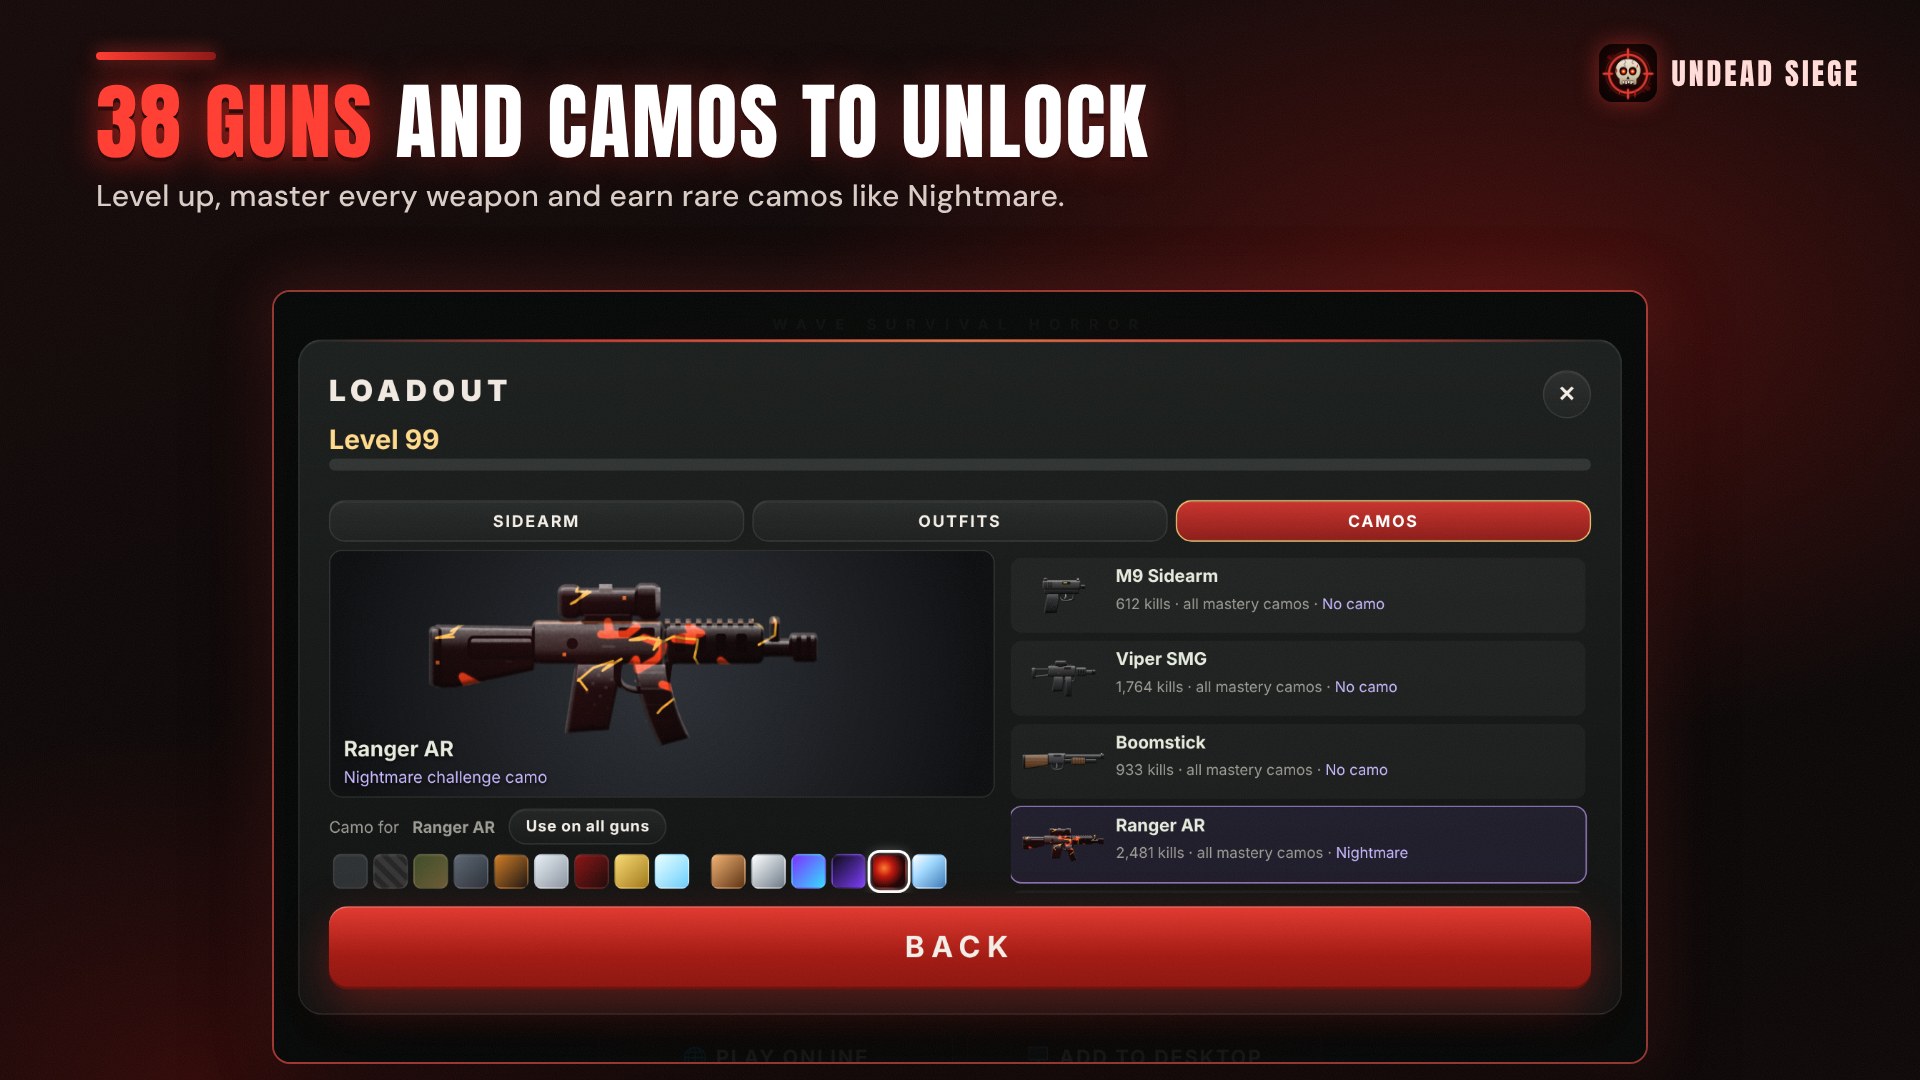 38 GUNS AND CAMOS TO UNLOCK
UNDEAD SIEGE
Level up, master every weapon and earn rare camos like Nightmare.
WAVE SURVIVAL HORROR
LOADOUT
×
Level 99
SIDEARM
OUTFITS
CAMOS
Ranger AR
Nightmare challenge camo
Camo for Ranger AR
Use on all guns
M9 Sidearm
612 kills · all mastery camos · No camo
Viper SMG
1,764 kills · all mastery camos · No camo
Boomstick
933 kills · all mastery camos · No camo
Ranger AR
2,481 kills · all mastery camos · Nightmare
BACK
PLAY ONLINE
ADD TO DESKTOP